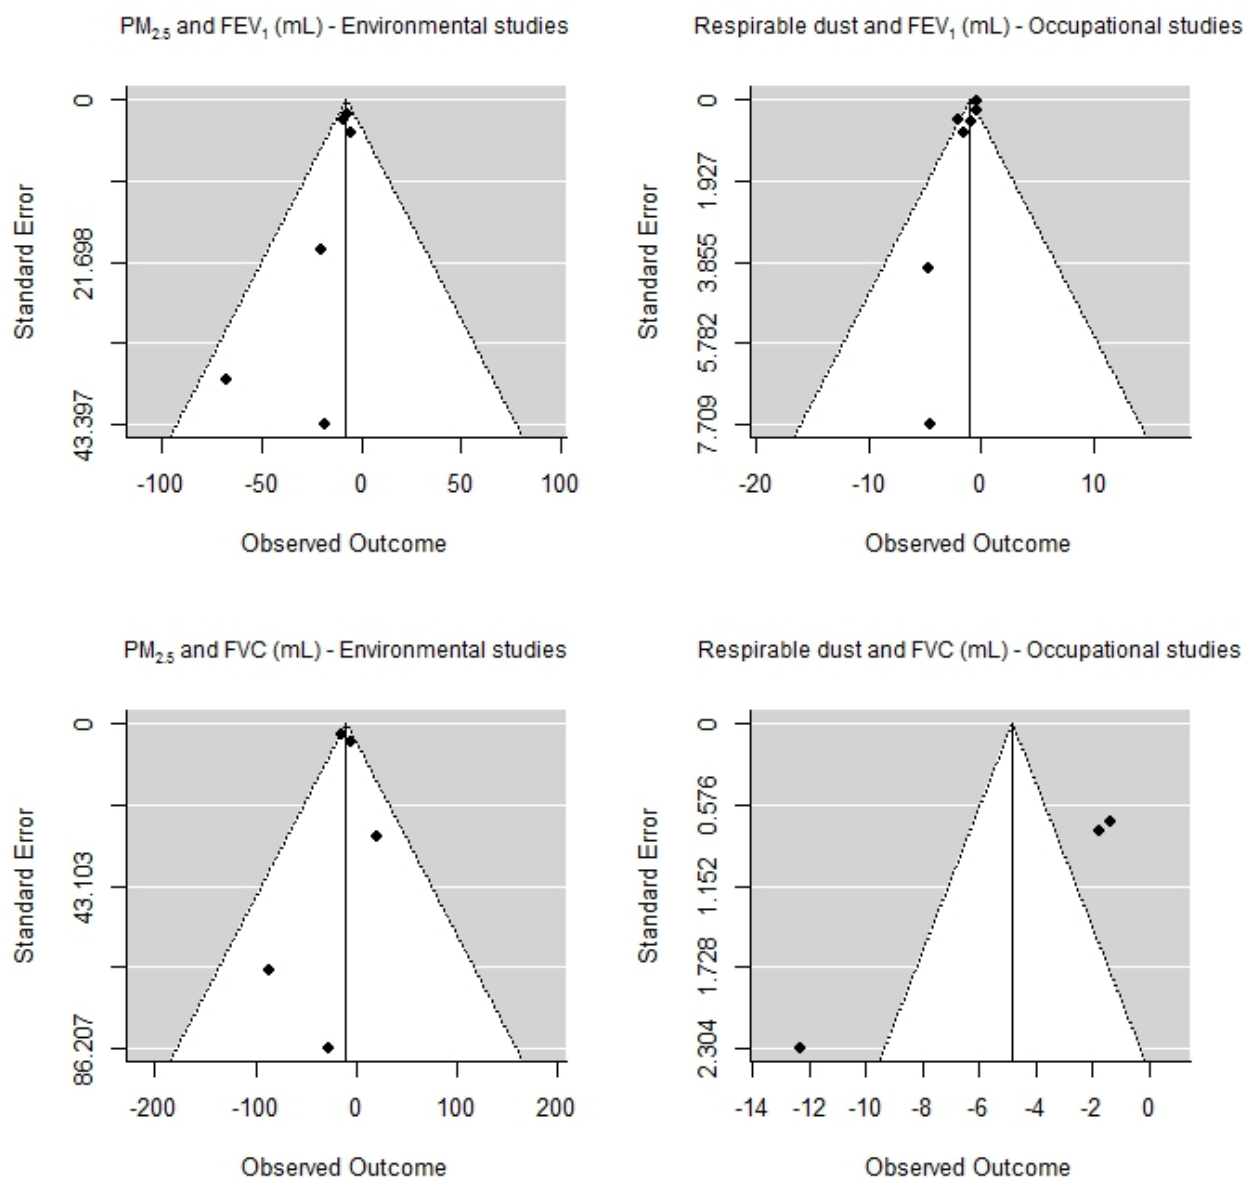 PM2.5 and FEV1 (mL) - Environmental studies
Standard Error
0
21.698
43.397
-100 -50 0 50 100
Observed Outcome
Respirable dust and FEV1 (mL) - Occupational studies
Standard Error
0
1.927
3.855
5.782
7.709
-20 -10 0 10
Observed Outcome
PM2.5 and FVC (mL) - Environmental studies
Standard Error
0
43.103
86.207
-200 -100 0 100 200
Observed Outcome
Respirable dust and FVC (mL) - Occupational studies
Standard Error
0
0.576
1.152
1.728
2.304
-14 -12 -10 -8 -6 -4 -2 0
Observed Outcome